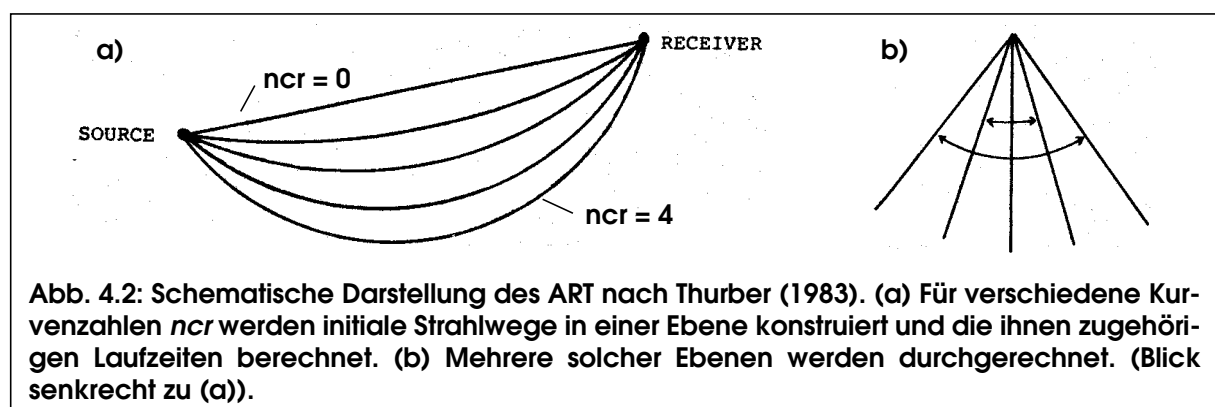 a)
ncr = 0
RECEIVER
SOURCE
ncr = 4
b)
Abb. 4.2: Schematische Darstellung des ART nach Thurber (1983). (a) Für verschiedene Kur-
venzahlen ncr werden initiale Strahlwege in einer Ebene konstruiert und die ihnen zugehöri-
gen Laufzeiten berechnet. (b) Mehrere solcher Ebenen werden durchgerechnet. (Blick
senkrecht zu (a)).